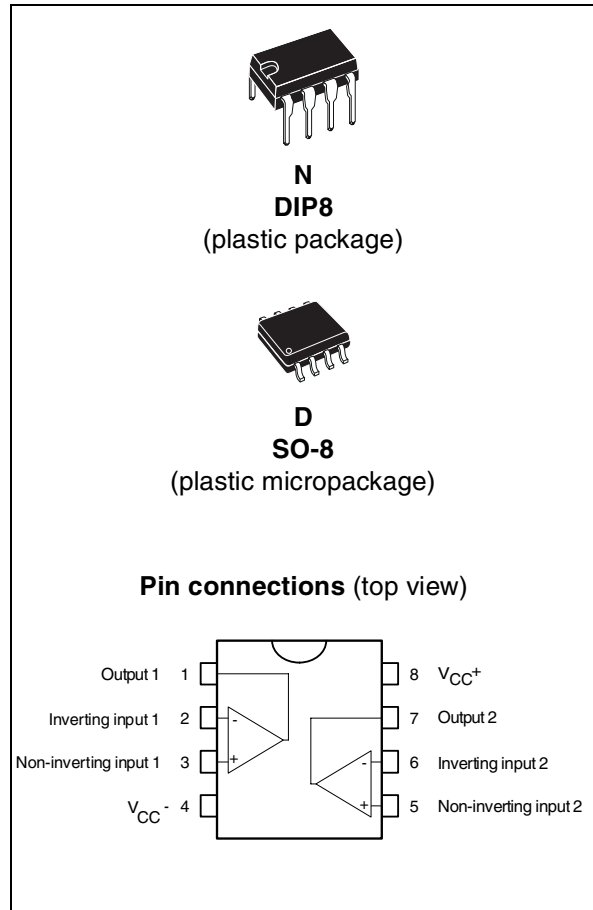 N
DIP8
(plastic package)
D
SO-8
(plastic micropackage)
Pin connections (top view)
Output 1 1
Inverting input 1 2
Non-inverting input 1 3
VCC - 4
8 VCC+
7 Output 2
6 Inverting input 2
5 Non-inverting input 2
-
+
-
+